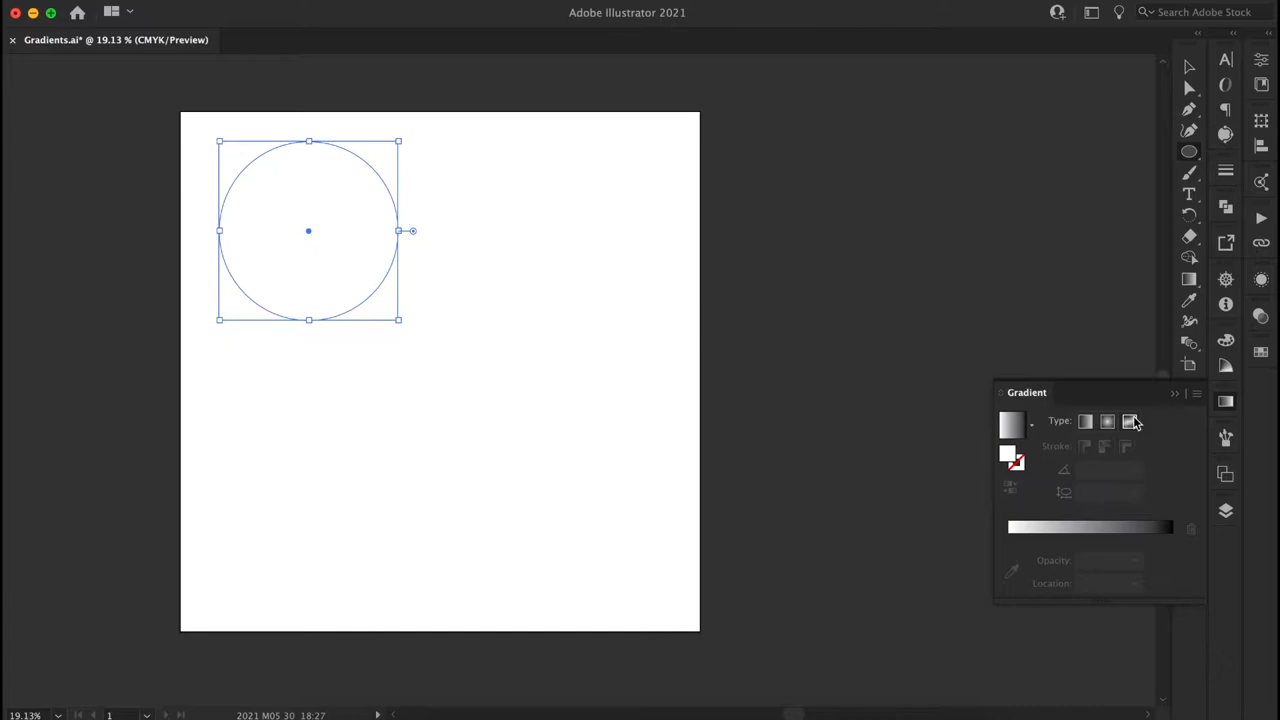 Adobe Illustrator 2021
Search Adobe Stock
× Gradients.ai* @ 19.13 % (CMYK/Preview)
Gradient
Type:
Stroke:
Opacity:
Location:
19.13%
1
2021 M05 30 18:27